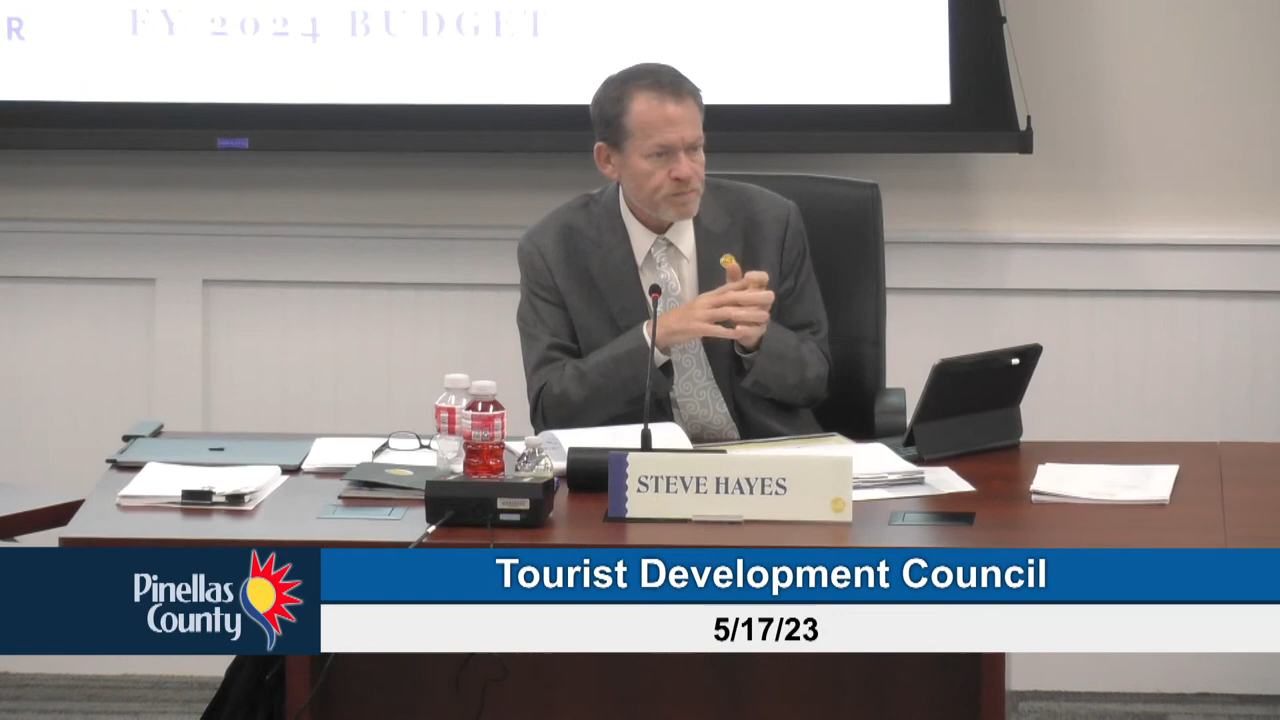 R FY 2024 BUDGET
STEVE HAYES
Pinellas
County
Tourist Development Council
5/17/23